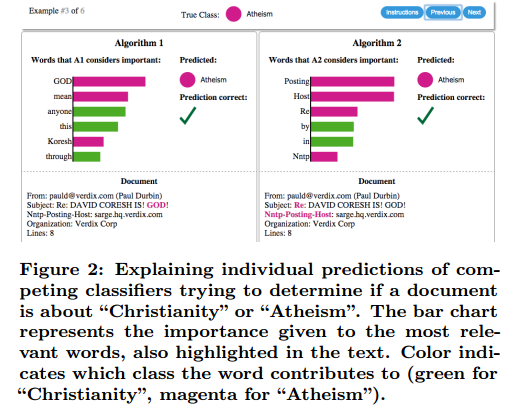 Example #3 of 6
True Class: Atheism
Instructions Previous Next
Algorithm 1
Words that A1 considers important: Predicted:
GOD
mean
anyone
this
Koresh
through
Atheism
Prediction correct:
Document
From: pauld@verdix.com (Paul Durbin)
Subject: Re: DAVID CORESH IS! GOD!
Nntp-Posting-Host: sarge.hq.verdix.com
Organization: Verdix Corp
Lines: 8
Algorithm 2
Words that A2 considers important: Predicted:
Posting
Host
Re
by
in
Nntp
Atheism
Prediction correct:
Document
From: pauld@verdix.com (Paul Durbin)
Subject: Re: DAVID CORESH IS! GOD!
Nntp-Posting-Host: sarge.hq.verdix.com
Organization: Verdix Corp
Lines: 8
Figure 2: Explaining individual predictions of com-
peting classifiers trying to determine if a document
is about “Christianity” or “Atheism”. The bar chart
represents the importance given to the most rele-
vant words, also highlighted in the text. Color indi-
cates which class the word contributes to (green for
“Christianity”, magenta for “Atheism”).